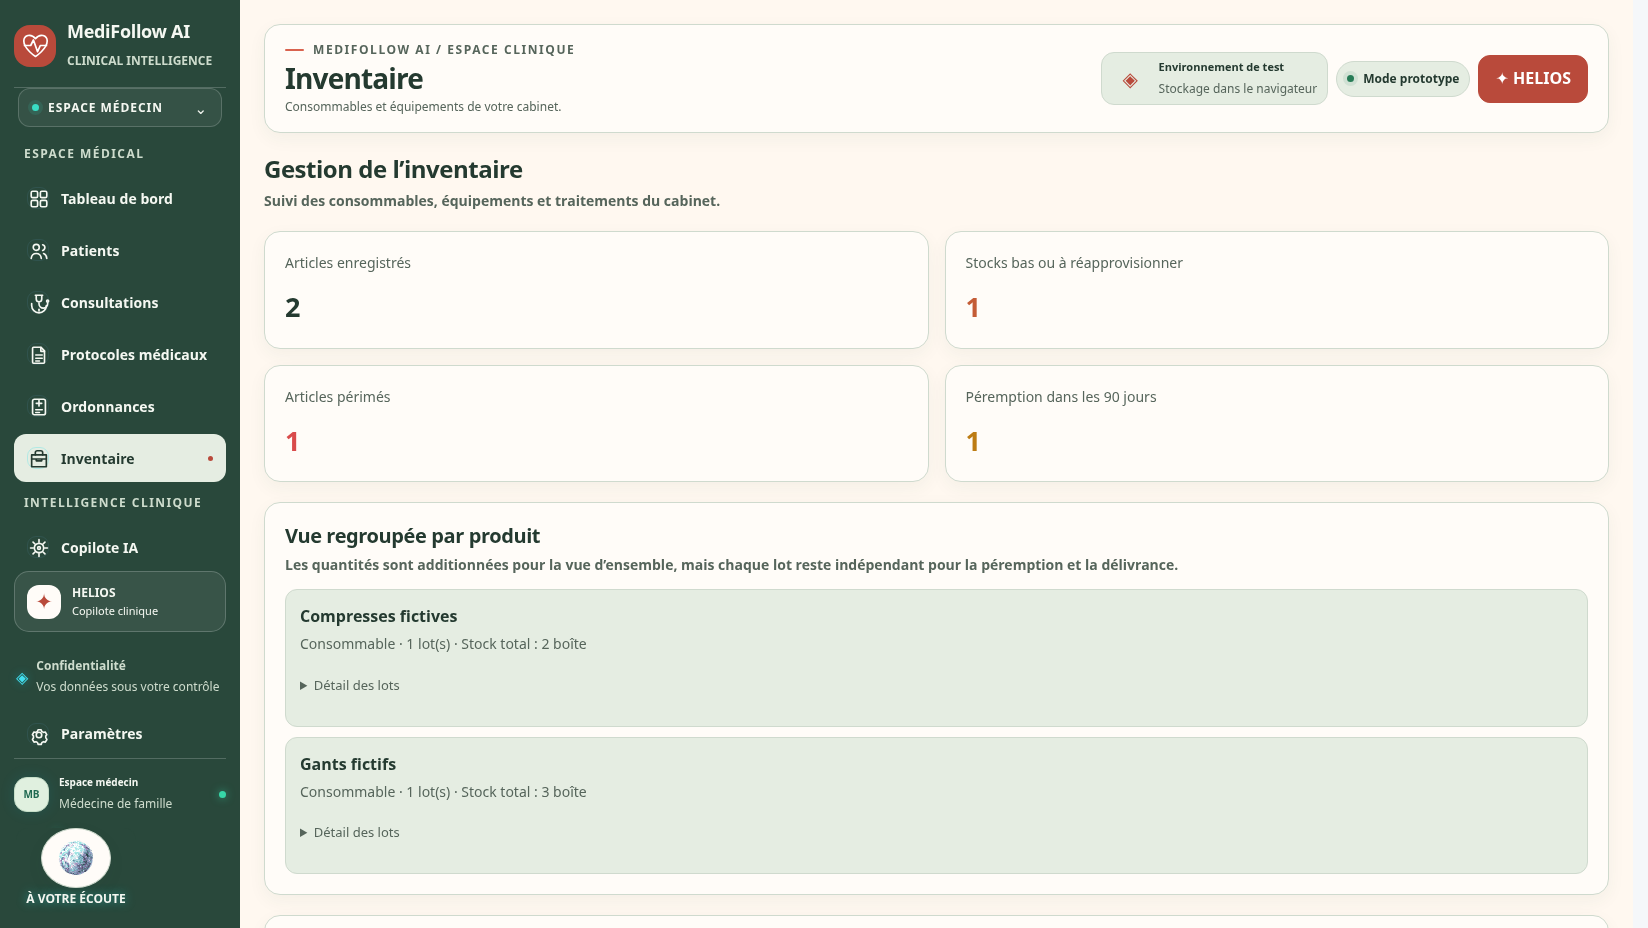 MediFollow AI
CLINICAL INTELLIGENCE
ESPACE MÉDECIN
ESPACE MÉDICAL
Tableau de bord
Patients
Consultations
Protocoles médicaux
Ordonnances
Inventaire
INTELLIGENCE CLINIQUE
Copilote IA
HELIOS
Copilote clinique
Confidentialité
Vos données sous votre contrôle
Paramètres
MB
Espace médecin
Médecine de famille
À VOTRE ÉCOUTE
MEDIFOLLOW AI / ESPACE CLINIQUE
Inventaire
Consommables et équipements de votre cabinet.
Environnement de test
Stockage dans le navigateur
Mode prototype
✦ HELIOS
Gestion de l’inventaire
Suivi des consommables, équipements et traitements du cabinet.
Articles enregistrés
2
Stocks bas ou à réapprovisionner
1
Articles périmés
1
Péremption dans les 90 jours
1
Vue regroupée par produit
Les quantités sont additionnées pour la vue d’ensemble, mais chaque lot reste indépendant pour la péremption et la délivrance.
Compresses fictives
Consommable · 1 lot(s) · Stock total : 2 boîte
Détail des lots
Gants fictifs
Consommable · 1 lot(s) · Stock total : 3 boîte
Détail des lots